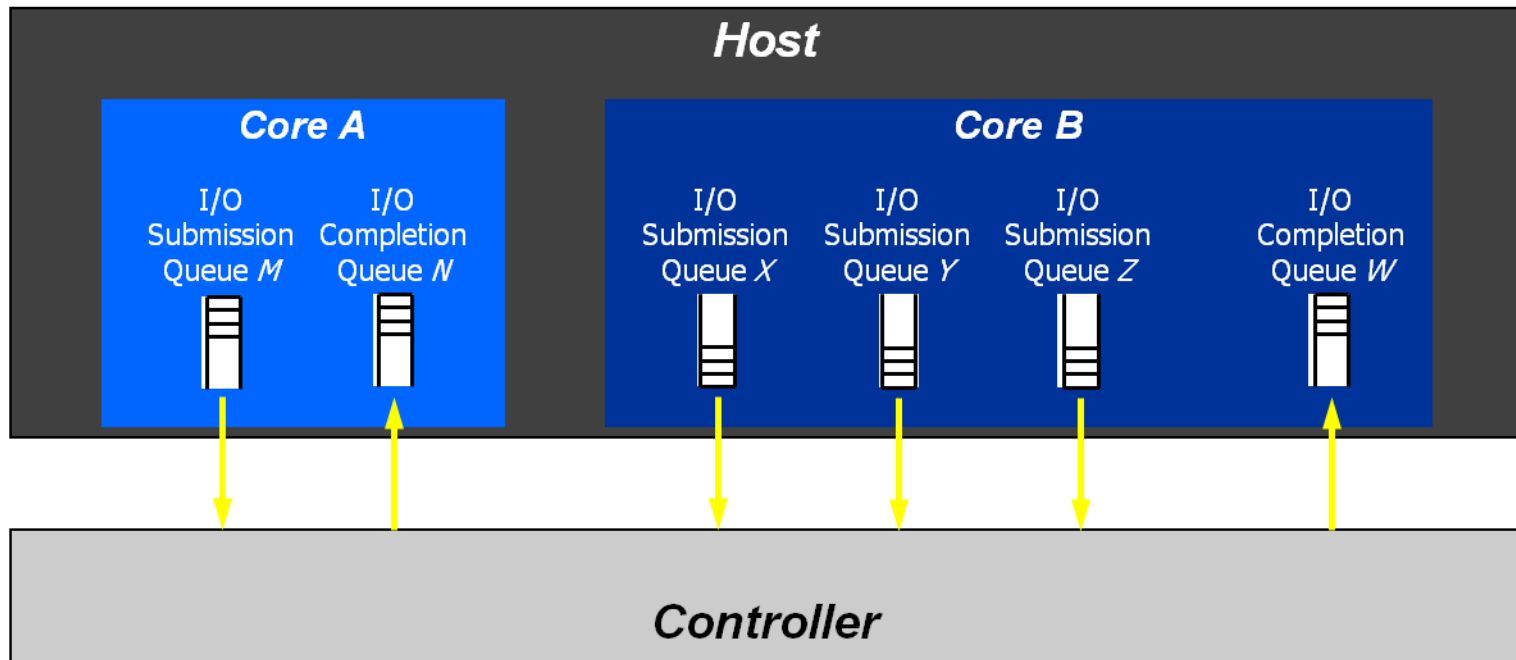 Host
Core A
Core B
I/O
Submission
Queue M
I/O
Completion
Queue N
I/O
Submission
Queue X
I/O
Submission
Queue Y
I/O
Submission
Queue Z
I/O
Completion
Queue W
Controller